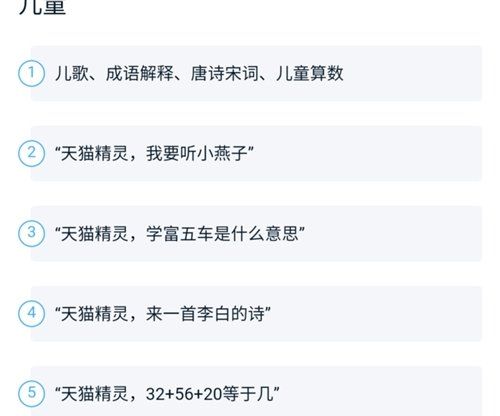 儿童
1 儿歌、成语解释、唐诗宋词、儿童算数
2 “天猫精灵，我要听小燕子”
3 “天猫精灵，学富五车是什么意思”
4 “天猫精灵，来一首李白的诗”
5 “天猫精灵，32+56+20等于几”